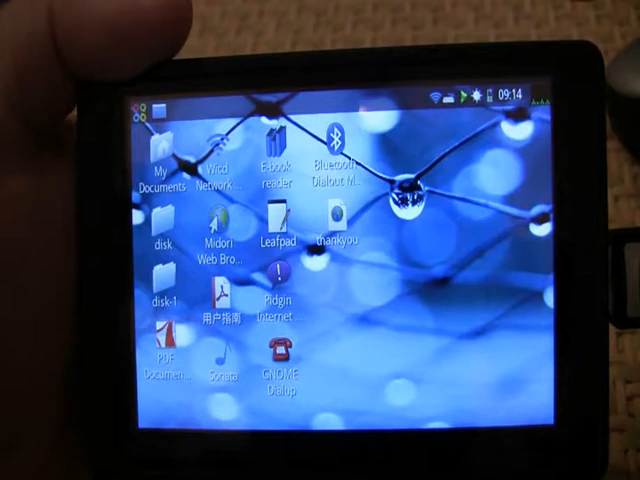 09:14
My
Documents
Wicd
Network ...
E-book
reader
Bluetooth
Dialout M...
disk
Midori
Web Bro...
Leafpad
thankyou
disk-1
用户指南
Pidgin
Internet ...
PDF
Documen...
Sonata
GNOME
Dialup